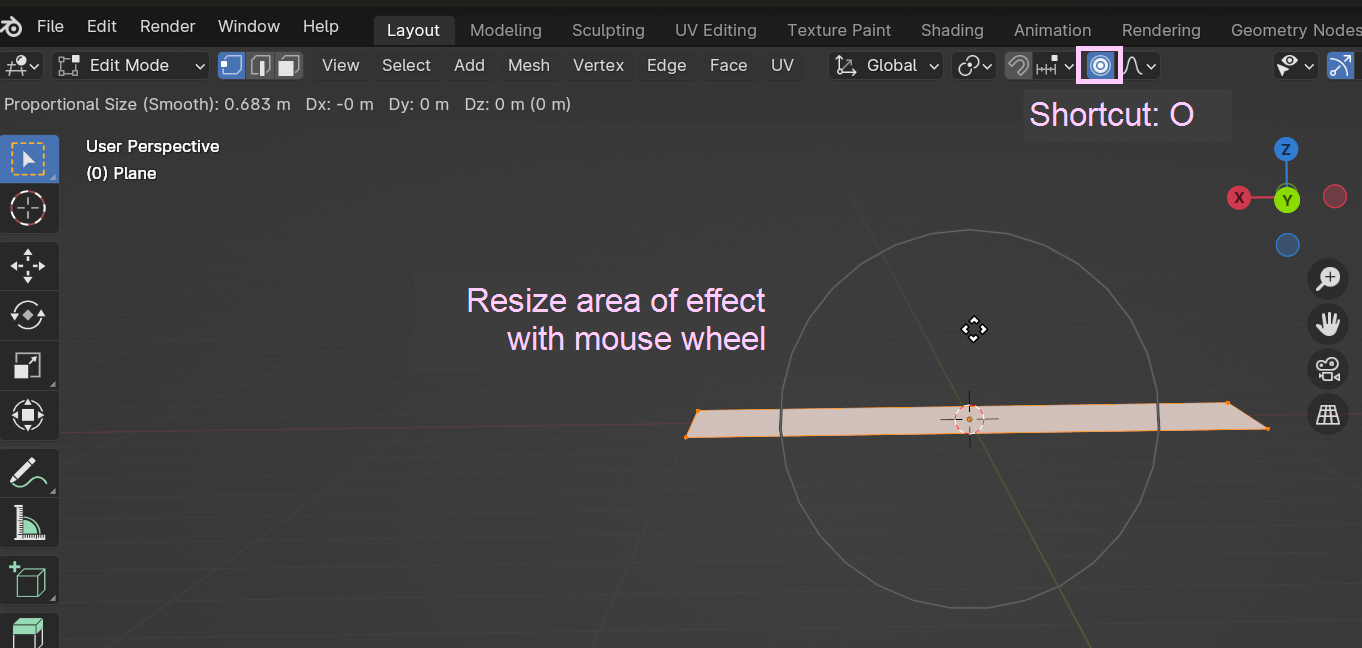 File Edit Render Window Help Layout Modeling Sculpting UV Editing Texture Paint Shading Animation Rendering Geometry Nodes
Edit Mode View Select Add Mesh Vertex Edge Face UV Global
Proportional Size (Smooth): 0.683 m Dx: -0 m Dy: 0 m Dz: 0 m (0 m)
Shortcut: O
User Perspective
(0) Plane
Z
X
Y
Resize area of effect
with mouse wheel